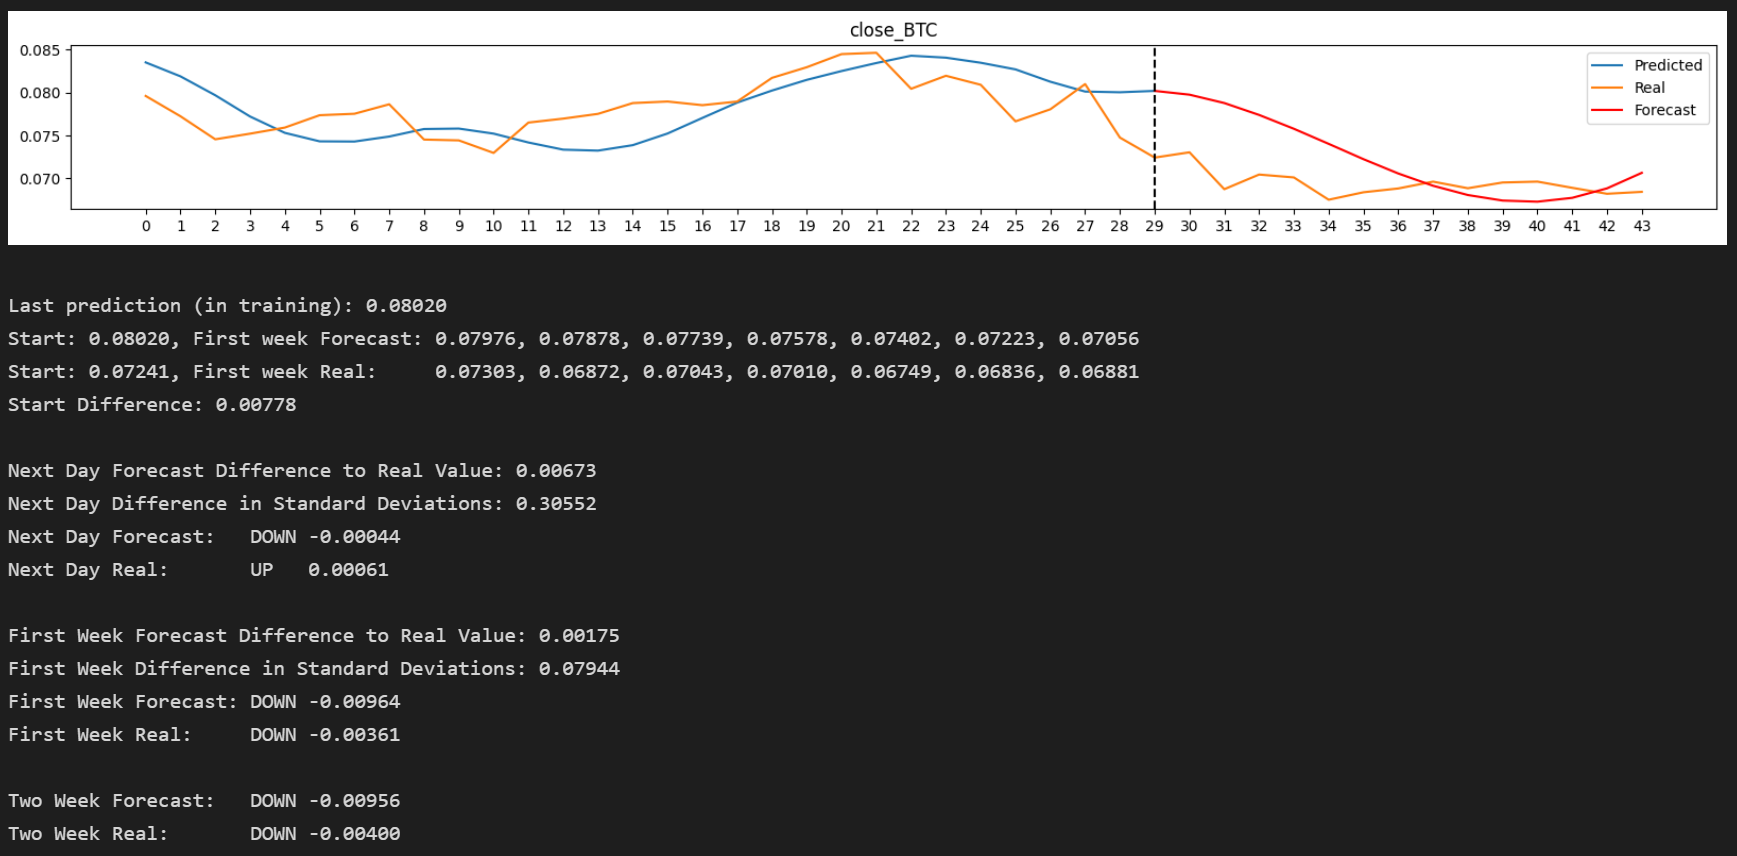 close_BTC
0.085
0.080
0.075
0.070
Predicted
Real
Forecast
0 1 2 3 4 5 6 7 8 9 10 11 12 13 14 15 16 17 18 19 20 21 22 23 24 25 26 27 28 29 30 31 32 33 34 35 36 37 38 39 40 41 42 43
Last prediction (in training): 0.08020
Start: 0.08020, First week Forecast: 0.07976, 0.07878, 0.07739, 0.07578, 0.07402, 0.07223, 0.07056
Start: 0.07241, First week Real: 0.07303, 0.06872, 0.07043, 0.07010, 0.06749, 0.06836, 0.06881
Start Difference: 0.00778
Next Day Forecast Difference to Real Value: 0.00673
Next Day Difference in Standard Deviations: 0.30552
Next Day Forecast: DOWN -0.00044
Next Day Real: UP 0.00061
First Week Forecast Difference to Real Value: 0.00175
First Week Difference in Standard Deviations: 0.07944
First Week Forecast: DOWN -0.00964
First Week Real: DOWN -0.00361
Two Week Forecast: DOWN -0.00956
Two Week Real: DOWN -0.00400